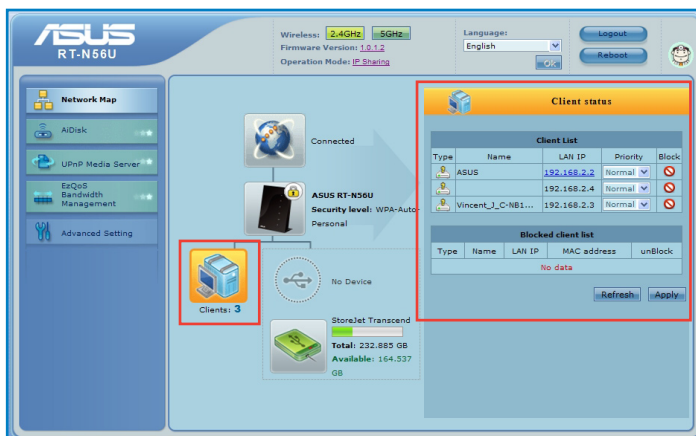 ASUS
RT-N56U
Wireless: 2.4GHz 5GHz
Firmware Version: 1.0.1.2
Operation Mode: IP Sharing
Language:
English
OK
Logout
Reboot
Network Map
AiDisk
UPnP Media Server
EzQoS
Bandwidth
Management
Advanced Setting
Connected
ASUS RT-N56U
Security level: WPA-Auto-
Personal
Clients: 3
No Device
StoreJet Transcend
Total: 232.885 GB
Available: 164.537
GB
Client status
Client List
Type Name LAN IP Priority Block
ASUS 192.168.2.2 Normal
192.168.2.4 Normal
Vincent_J_C-NB1... 192.168.2.3 Normal
Blocked client list
Type Name LAN IP MAC address unBlock
No data
Refresh Apply